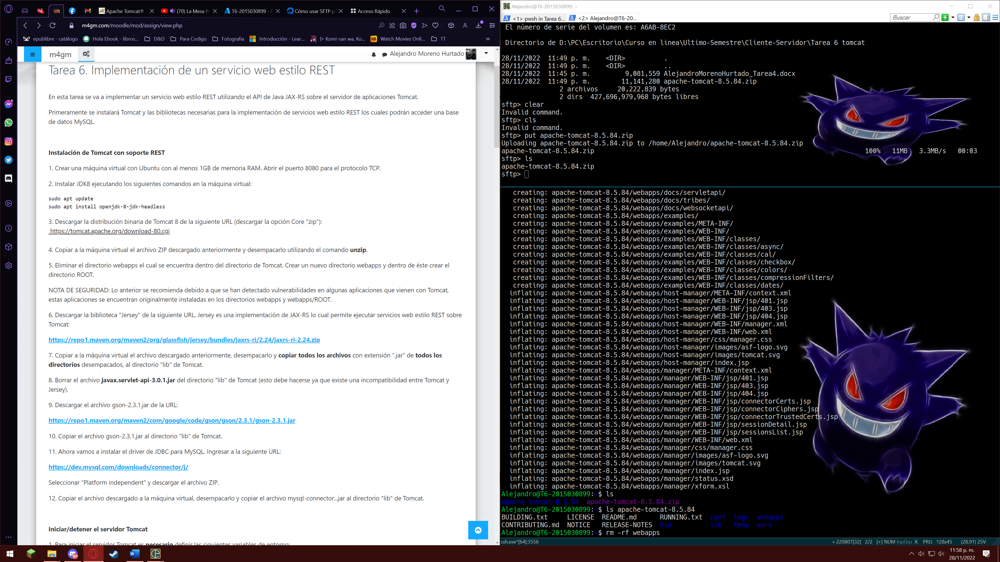 Apache Tomcat®
(70) La Mesa R
T6-2015030899 -
Cómo usar SFTP p
Acceso Rápido
m4gm.com/moodle/mod/assign/view.php
epublibre - catálogo
Hola Ebook - libros...
D&D
Para Codigo
Fotografia
Introducción - Lear...
▷ Komi-san wa, Ko...
HD
Watch Movies Onli...
TT
»
m4gm
Alejandro Moreno Hurtado
Tarea 6. Implementación de un servicio web estilo REST
En esta tarea se va a implementar un servicio web estilo REST utilizando el API de Java JAX-RS sobre el servidor de aplicaciones Tomcat.
Primeramente se instalará Tomcat y las bibliotecas necesarias para la implementación de servicios web estilo REST los cuales podrán acceder una base
de datos MySQL.
Instalación de Tomcat con soporte REST
1. Crear una máquina virtual con Ubuntu con al menos 1GB de memoria RAM. Abrir el puerto 8080 para el protocolo TCP.
2. Instalar JDK8 ejecutando los siguientes comandos en la máquina virtual:
sudo apt update
sudo apt install openjdk-8-jdk-headless
3. Descargar la distribución binaria de Tomcat 8 de la siguiente URL (descargar la opción Core "zip"):
https://tomcat.apache.org/download-80.cgi
4. Copiar a la máquina virtual el archivo ZIP descargado anteriormente y desempacarlo utilizando el comando unzip.
5. Eliminar el directorio webapps el cual se encuentra dentro del directorio de Tomcat. Crear un nuevo directorio webapps y dentro de éste crear el
directorio ROOT.
NOTA DE SEGURIDAD: Lo anterior se recomienda debido a que se han detectado vulnerabilidades en algunas aplicaciones que vienen con Tomcat,
estas aplicaciones se encuentran originalmente instaladas en los directorios webapps y webapps/ROOT.
6. Descargar la biblioteca "Jersey" de la siguiente URL. Jersey es una implementación de JAX-RS lo cual permite ejecutar servicios web estilo REST sobre
Tomcat:
https://repo1.maven.org/maven2/org/glassfish/jersey/bundles/jaxrs-ri/2.24/jaxrs-ri-2.24.zip
7. Copiar a la máquina virtual el archivo descargado anteriormente, desempacarlo y copiar todos los archivos con extensión “.jar” de todos los
directorios desempacados, al directorio "lib" de Tomcat.
8. Borrar el archivo javax.servlet-api-3.0.1.jar del directorio "lib" de Tomcat (esto debe hacerse ya que existe una incompatibilidad entre Tomcat y
Jersey).
9. Descargar el archivo gson-2.3.1.jar de la URL:
https://repo1.maven.org/maven2/com/google/code/gson/gson/2.3.1/gson-2.3.1.jar
10. Copiar el archivo gson-2.3.1.jar al directorio "lib" de Tomcat.
11. Ahora vamos a instalar el driver de JDBC para MySQL. Ingresar a la siguiente URL:
https://dev.mysql.com/downloads/connector/j/
Seleccionar “Platform independent" y descargar el archivo ZIP.
12. Copiar el archivo descargado a la máquina virtual, desempacarlo y copiar el archivo mysql-connector...jar al directorio "lib" de Tomcat.
Iniciar/detener el servidor Tomcat
1. Para iniciar el servidor Tomcat es necesario definir las siguientes variables de entorno:
Alejandro@T6-2015030899: ~
<1> pwsh in Tarea 6...
<2> Alejandro@T6-20...
Buscar
El número de serie del volumen es: A6AB-8EC2
Directorio de D:\PC\Escritorio\Curso en linea\Ultimo-Semestre\Cliente-Servidor\Tarea 6 tomcat
28/11/2022  11:49 p. m.    <DIR>          .
28/11/2022  11:49 p. m.    <DIR>          ..
28/11/2022  11:45 p. m.         9,081,559 AlejandroMorenoHurtado_Tarea4.docx
28/11/2022  11:49 p. m.        11,141,280 apache-tomcat-8.5.84.zip
2 archivos     20,222,839 bytes
2 dirs  427,696,979,968 bytes libres
sftp> clear
Invalid command.
sftp> cls
Invalid command.
sftp> put apache-tomcat-8.5.84.zip
Uploading apache-tomcat-8.5.84.zip to /home/Alejandro/apache-tomcat-8.5.84.zip
apache-tomcat-8.5.84.zip 100% 11MB 3.3MB/s 00:03
sftp> ls
apache-tomcat-8.5.84.zip
sftp>
creating: apache-tomcat-8.5.84/webapps/docs/servletapi/
creating: apache-tomcat-8.5.84/webapps/docs/tribes/
creating: apache-tomcat-8.5.84/webapps/docs/websocketapi/
creating: apache-tomcat-8.5.84/webapps/examples/
creating: apache-tomcat-8.5.84/webapps/examples/META-INF/
creating: apache-tomcat-8.5.84/webapps/examples/WEB-INF/
creating: apache-tomcat-8.5.84/webapps/examples/WEB-INF/classes/
creating: apache-tomcat-8.5.84/webapps/examples/WEB-INF/classes/async/
creating: apache-tomcat-8.5.84/webapps/examples/WEB-INF/classes/cal/
creating: apache-tomcat-8.5.84/webapps/examples/WEB-INF/classes/checkbox/
creating: apache-tomcat-8.5.84/webapps/examples/WEB-INF/classes/colors/
creating: apache-tomcat-8.5.84/webapps/examples/WEB-INF/classes/compressionFilters/
creating: apache-tomcat-8.5.84/webapps/examples/WEB-INF/classes/dates/
inflating: apache-tomcat-8.5.84/webapps/host-manager/META-INF/context.xml
inflating: apache-tomcat-8.5.84/webapps/host-manager/WEB-INF/jsp/401.jsp
inflating: apache-tomcat-8.5.84/webapps/host-manager/WEB-INF/jsp/403.jsp
inflating: apache-tomcat-8.5.84/webapps/host-manager/WEB-INF/jsp/404.jsp
inflating: apache-tomcat-8.5.84/webapps/host-manager/WEB-INF/manager.xml
inflating: apache-tomcat-8.5.84/webapps/host-manager/WEB-INF/web.xml
inflating: apache-tomcat-8.5.84/webapps/host-manager/css/manager.css
inflating: apache-tomcat-8.5.84/webapps/host-manager/images/asf-logo.svg
inflating: apache-tomcat-8.5.84/webapps/host-manager/images/tomcat.svg
inflating: apache-tomcat-8.5.84/webapps/host-manager/index.jsp
inflating: apache-tomcat-8.5.84/webapps/manager/META-INF/context.xml
inflating: apache-tomcat-8.5.84/webapps/manager/WEB-INF/jsp/401.jsp
inflating: apache-tomcat-8.5.84/webapps/manager/WEB-INF/jsp/403.jsp
inflating: apache-tomcat-8.5.84/webapps/manager/WEB-INF/jsp/404.jsp
inflating: apache-tomcat-8.5.84/webapps/manager/WEB-INF/jsp/connectorCerts.jsp
inflating: apache-tomcat-8.5.84/webapps/manager/WEB-INF/jsp/connectorCiphers.jsp
inflating: apache-tomcat-8.5.84/webapps/manager/WEB-INF/jsp/connectorTrustedCerts.jsp
inflating: apache-tomcat-8.5.84/webapps/manager/WEB-INF/jsp/sessionDetail.jsp
inflating: apache-tomcat-8.5.84/webapps/manager/WEB-INF/jsp/sessionsList.jsp
inflating: apache-tomcat-8.5.84/webapps/manager/WEB-INF/web.xml
inflating: apache-tomcat-8.5.84/webapps/manager/css/manager.css
inflating: apache-tomcat-8.5.84/webapps/manager/images/asf-logo.svg
inflating: apache-tomcat-8.5.84/webapps/manager/images/tomcat.svg
inflating: apache-tomcat-8.5.84/webapps/manager/index.jsp
inflating: apache-tomcat-8.5.84/webapps/manager/status.xsd
inflating: apache-tomcat-8.5.84/webapps/manager/xform.xsl
Alejandro@T6-2015030899:~$ ls
apache-tomcat-8.5.84  apache-tomcat-8.5.84.zip
Alejandro@T6-2015030899:~$ ls apache-tomcat-8.5.84
BUILDING.txt     LICENSE  README.md      RUNNING.txt  conf  logs  webapps
CONTRIBUTING.md  NOTICE   RELEASE-NOTES  bin          lib   temp  work
Alejandro@T6-2015030899:~$ rm -rf webapps
ssh.exe*[64]:3556
« 220807[32]  2/2  [+] NUM InpGrp  X  PRI↕  128x45  (28,91) 25V
9+
11:58 p. m.
28/11/2022